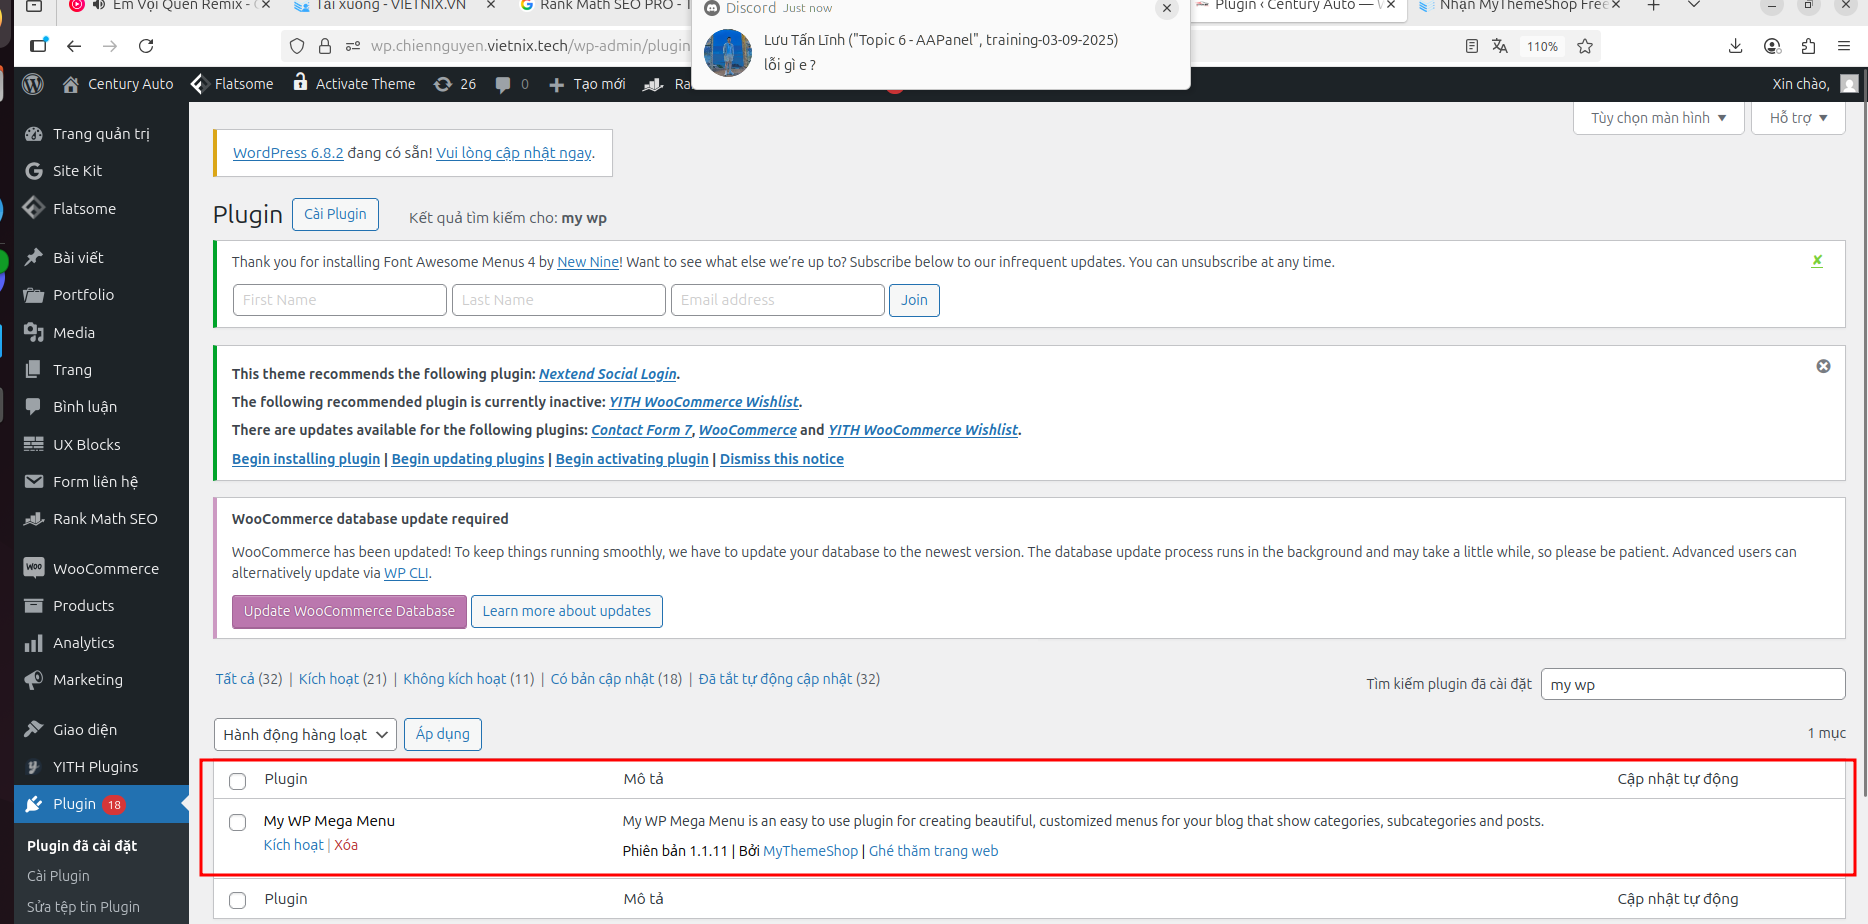 Em Vội Quên Remix -
Tải xuống - VIETNIX.VN
Rank Math SEO PRO -
Plugin ‹ Century Auto —
Nhận MyThemeShop Free
Discord Just now
Lưu Tấn Lĩnh ("Topic 6 - AAPanel", training-03-09-2025)
lỗi gì e ?
wp.chiennguyen.vietnix.tech/wp-admin/plugin
110%
Century Auto
Flatsome
Activate Theme
26
0
Tạo mới
Ra
Xin chào,
Trang quản trị
Site Kit
Flatsome
Bài viết
Portfolio
Media
Trang
Bình luận
UX Blocks
Form liên hệ
Rank Math SEO
WooCommerce
Products
Analytics
Marketing
Giao diện
YITH Plugins
Plugin 18
Plugin đã cài đặt
Cài Plugin
Sửa tệp tin Plugin
Tùy chọn màn hình
Hỗ trợ
WordPress 6.8.2 đang có sẵn! Vui lòng cập nhật ngay.
Plugin
Cài Plugin
Kết quả tìm kiếm cho: my wp
Thank you for installing Font Awesome Menus 4 by New Nine! Want to see what else we're up to? Subscribe below to our infrequent updates. You can unsubscribe at any time.
First Name
Last Name
Email address
Join
This theme recommends the following plugin: Nextend Social Login.
The following recommended plugin is currently inactive: YITH WooCommerce Wishlist.
There are updates available for the following plugins: Contact Form 7, WooCommerce and YITH WooCommerce Wishlist.
Begin installing plugin | Begin updating plugins | Begin activating plugin | Dismiss this notice
WooCommerce database update required
WooCommerce has been updated! To keep things running smoothly, we have to update your database to the newest version. The database update process runs in the background and may take a little while, so please be patient. Advanced users can
alternatively update via WP CLI.
Update WooCommerce Database
Learn more about updates
Tất cả (32) | Kích hoạt (21) | Không kích hoạt (11) | Có bản cập nhật (18) | Đã tắt tự động cập nhật (32)
Tìm kiếm plugin đã cài đặt
my wp
Hành động hàng loạt
Áp dụng
1 mục
Plugin
Mô tả
Cập nhật tự động
My WP Mega Menu
My WP Mega Menu is an easy to use plugin for creating beautiful, customized menus for your blog that show categories, subcategories and posts.
Kích hoạt | Xóa
Phiên bản 1.1.11 | Bởi MyThemeShop | Ghé thăm trang web
Plugin
Mô tả
Cập nhật tự động